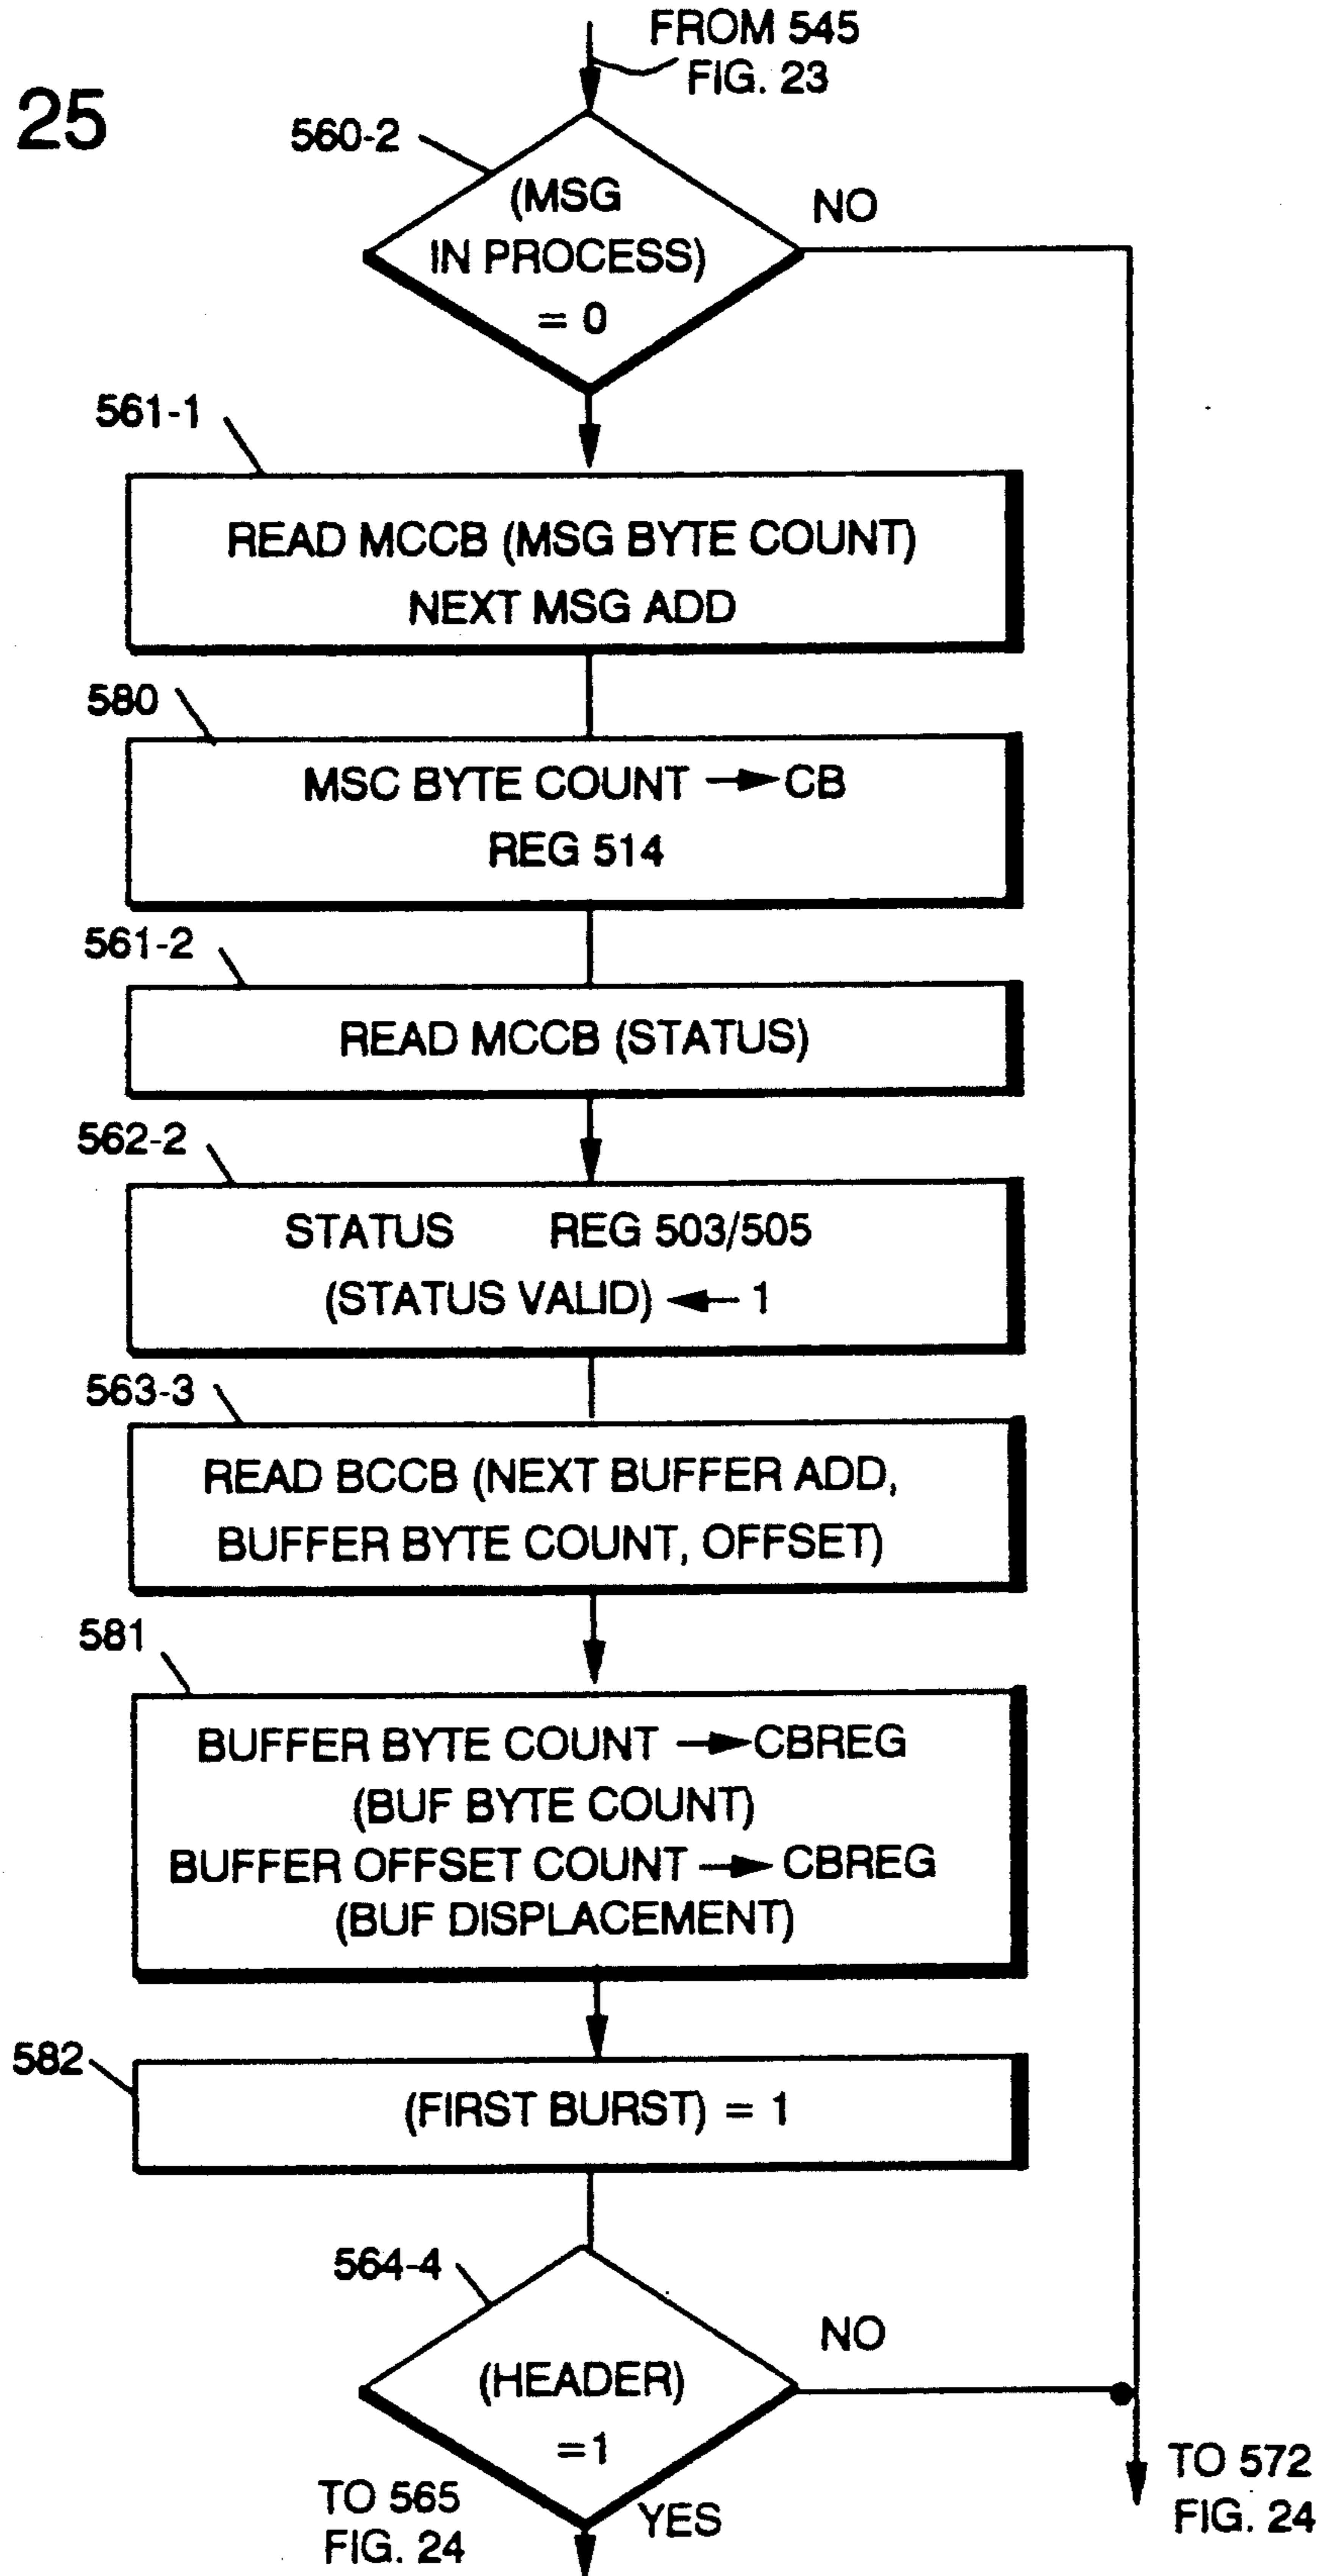 FROM 545
FIG. 23
25
560-2
(MSG
IN PROCESS)
= 0
NO
561-1
READ MCCB (MSG BYTE COUNT)
NEXT MSG ADD
580
MSC BYTE COUNT → CB
REG 514
561-2
READ MCCB (STATUS)
562-2
STATUS REG 503/505
(STATUS VALID) ← 1
563-3
READ BCCB (NEXT BUFFER ADD,
BUFFER BYTE COUNT, OFFSET)
581
BUFFER BYTE COUNT → CBREG
(BUF BYTE COUNT)
BUFFER OFFSET COUNT → CBREG
(BUF DISPLACEMENT)
582
(FIRST BURST) = 1
564-4
(HEADER)
=1
NO
TO 565
FIG. 24
YES
TO 572
FIG. 24